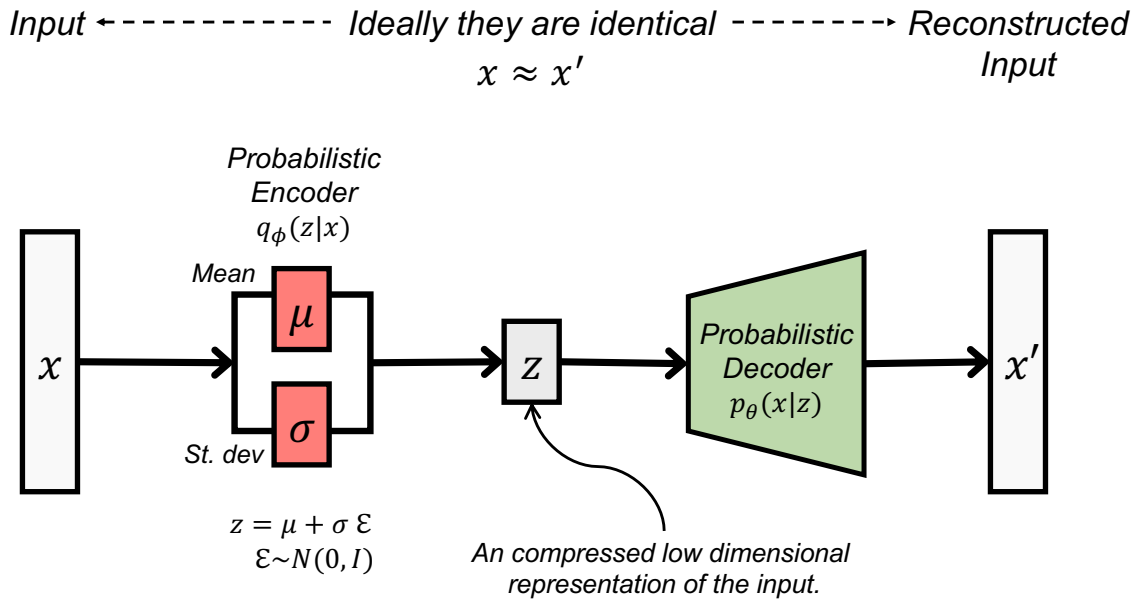 Input
Ideally they are identical
Reconstructed
Input
x ≈ x′
Probabilistic
Encoder
q_ϕ(z|x)
Mean
μ
x
z
Probabilistic
Decoder
p_θ(x|z)
x′
σ
St. dev
z = μ + σ Ɛ
Ɛ~N(0, I)
An compressed low dimensional
representation of the input.